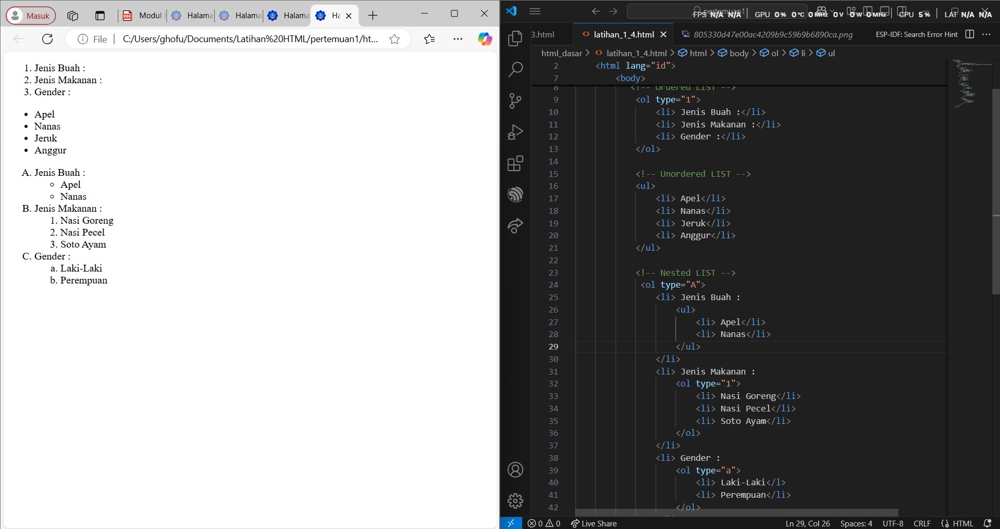 Masuk
Modul
Halama
Halama
Halama
Ha
File
C:/Users/ghofu/Documents/Latihan%20HTML/pertemuan1/ht...
1. Jenis Buah :
2. Jenis Makanan :
3. Gender :
• Apel
• Nanas
• Jeruk
• Anggur
A. Jenis Buah :
○ Apel
○ Nanas
B. Jenis Makanan :
1. Nasi Goreng
2. Nasi Pecel
3. Soto Ayam
C. Gender :
a. Laki-Laki
b. Perempuan
pertemuan1
FPS N/A N/A GPU 0 % 0 °C 0 MHz 0 V 0 W 0 MHz CPU 5 % LAT N/A N/A
3.html
latihan_1_4.html
805330d47e00ac4209b9c59b9b6890ca.png
ESP-IDF: Search Error Hint
html_dasar > latihan_1_4.html > html > body > ol > li > ul
2 <html lang="id">
7 <body>
8 <!-- Ordered LIST -->
9 <ol type="1">
10 <li> Jenis Buah :</li>
11 <li> Jenis Makanan :</li>
12 <li> Gender :</li>
13 </ol>
14
15 <!-- Unordered LIST -->
16 <ul>
17 <li> Apel</li>
18 <li> Nanas</li>
19 <li> Jeruk</li>
20 <li> Anggur</li>
21 </ul>
22
23 <!-- Nested LIST -->
24 <ol type="A">
25 <li> Jenis Buah :
26 <ul>
27 <li> Apel</li>
28 <li> Nanas</li>
29 </ul>
30 </li>
31 <li> Jenis Makanan :
32 <ol type="1">
33 <li> Nasi Goreng</li>
34 <li> Nasi Pecel</li>
35 <li> Soto Ayam</li>
36 </ol>
37 </li>
38 <li> Gender :
39 <ol type="a">
40 <li> Laki-Laki</l>
41 <li> Perempuan</li>
42 </ol>
0 0 Live Share
Ln 29, Col 26 Spaces: 4 UTF-8 CRLF {} HTML